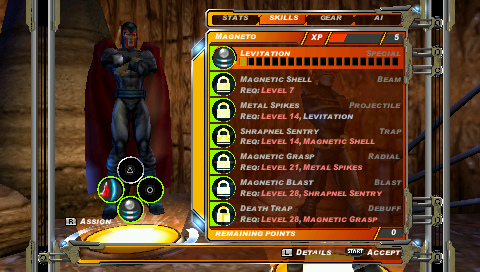 STATS SKILLS GEAR AI
MAGNETO XP 5
LEVITATION SPECIAL
MAGNETIC SHELL BEAM
REQ: LEVEL 7
METAL SPIKES PROJECTILE
REQ: LEVEL 14, LEVITATION
SHRAPNEL SENTRY TRAP
REQ: LEVEL 14, MAGNETIC SHELL
MAGNETIC GRASP RADIAL
REQ: LEVEL 21, METAL SPIKES
MAGNETIC BLAST BLAST
REQ: LEVEL 28, SHRAPNEL SENTRY
DEATH TRAP DEBUFF
REQ: LEVEL 28, MAGNETIC GRASP
R ASSIGN
REMAINING POINTS 0
L DETAILS START ACCEPT